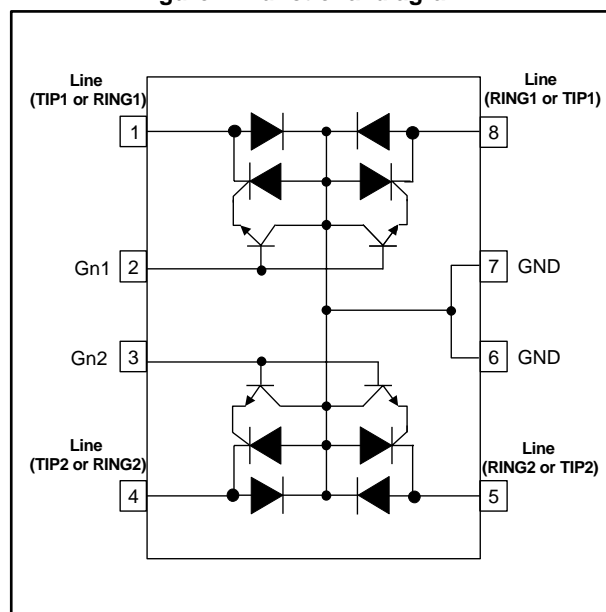 Line
(TIP1 or RING1)
1
Line
(RING1 or TIP1)
8
Gn1
2
7
GND
Gn2
3
6
GND
Line
(TIP2 or RING2)
4
Line
(RING2 or TIP2)
5